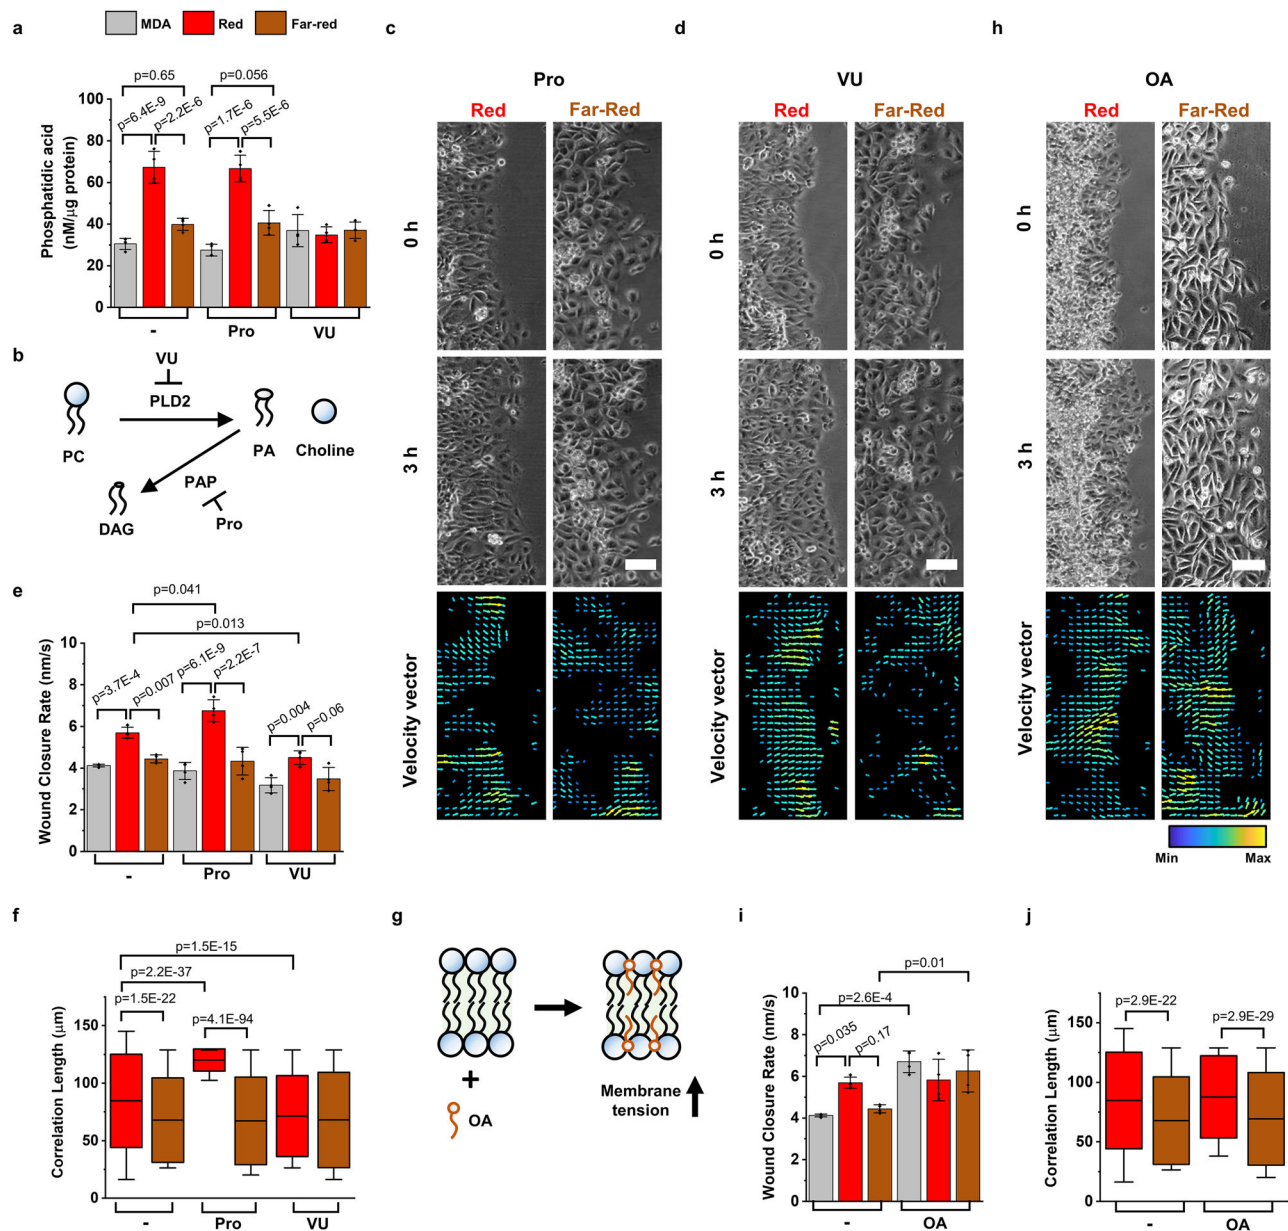 a
MDA
Red
Far-red
p=0.65
p=0.056
p=6.4E-9
p=2.2E-6
p=1.7E-6
p=5.5E-6
Phosphatidic acid
(nM/μg protein)
100
80
60
40
20
0
-
Pro
VU
b
VU
PLD2
PC
PA
Choline
PAP
DAG
Pro
c
Pro
Red
Far-Red
0 h
3 h
Velocity vector
d
VU
Red
Far-Red
0 h
3 h
Velocity vector
h
OA
Red
Far-Red
0 h
3 h
Velocity vector
Min
Max
e
p=0.041
p=0.013
p=3.7E-4
p=0.007
p=6.1E-9
p=2.2E-7
p=0.004
p=0.06
Wound Closure Rate (nm/s)
10
8
6
4
2
0
-
Pro
VU
f
p=1.5E-15
p=2.2E-37
p=1.5E-22
p=4.1E-94
Correlation Length (μm)
150
100
50
0
-
Pro
VU
g
+
OA
Membrane
tension
i
p=0.01
p=2.6E-4
p=0.035
p=0.17
Wound Closure Rate (nm/s)
10
8
6
4
2
0
-
OA
j
p=2.9E-22
p=2.9E-29
Correlation Length (μm)
150
100
50
0
-
OA